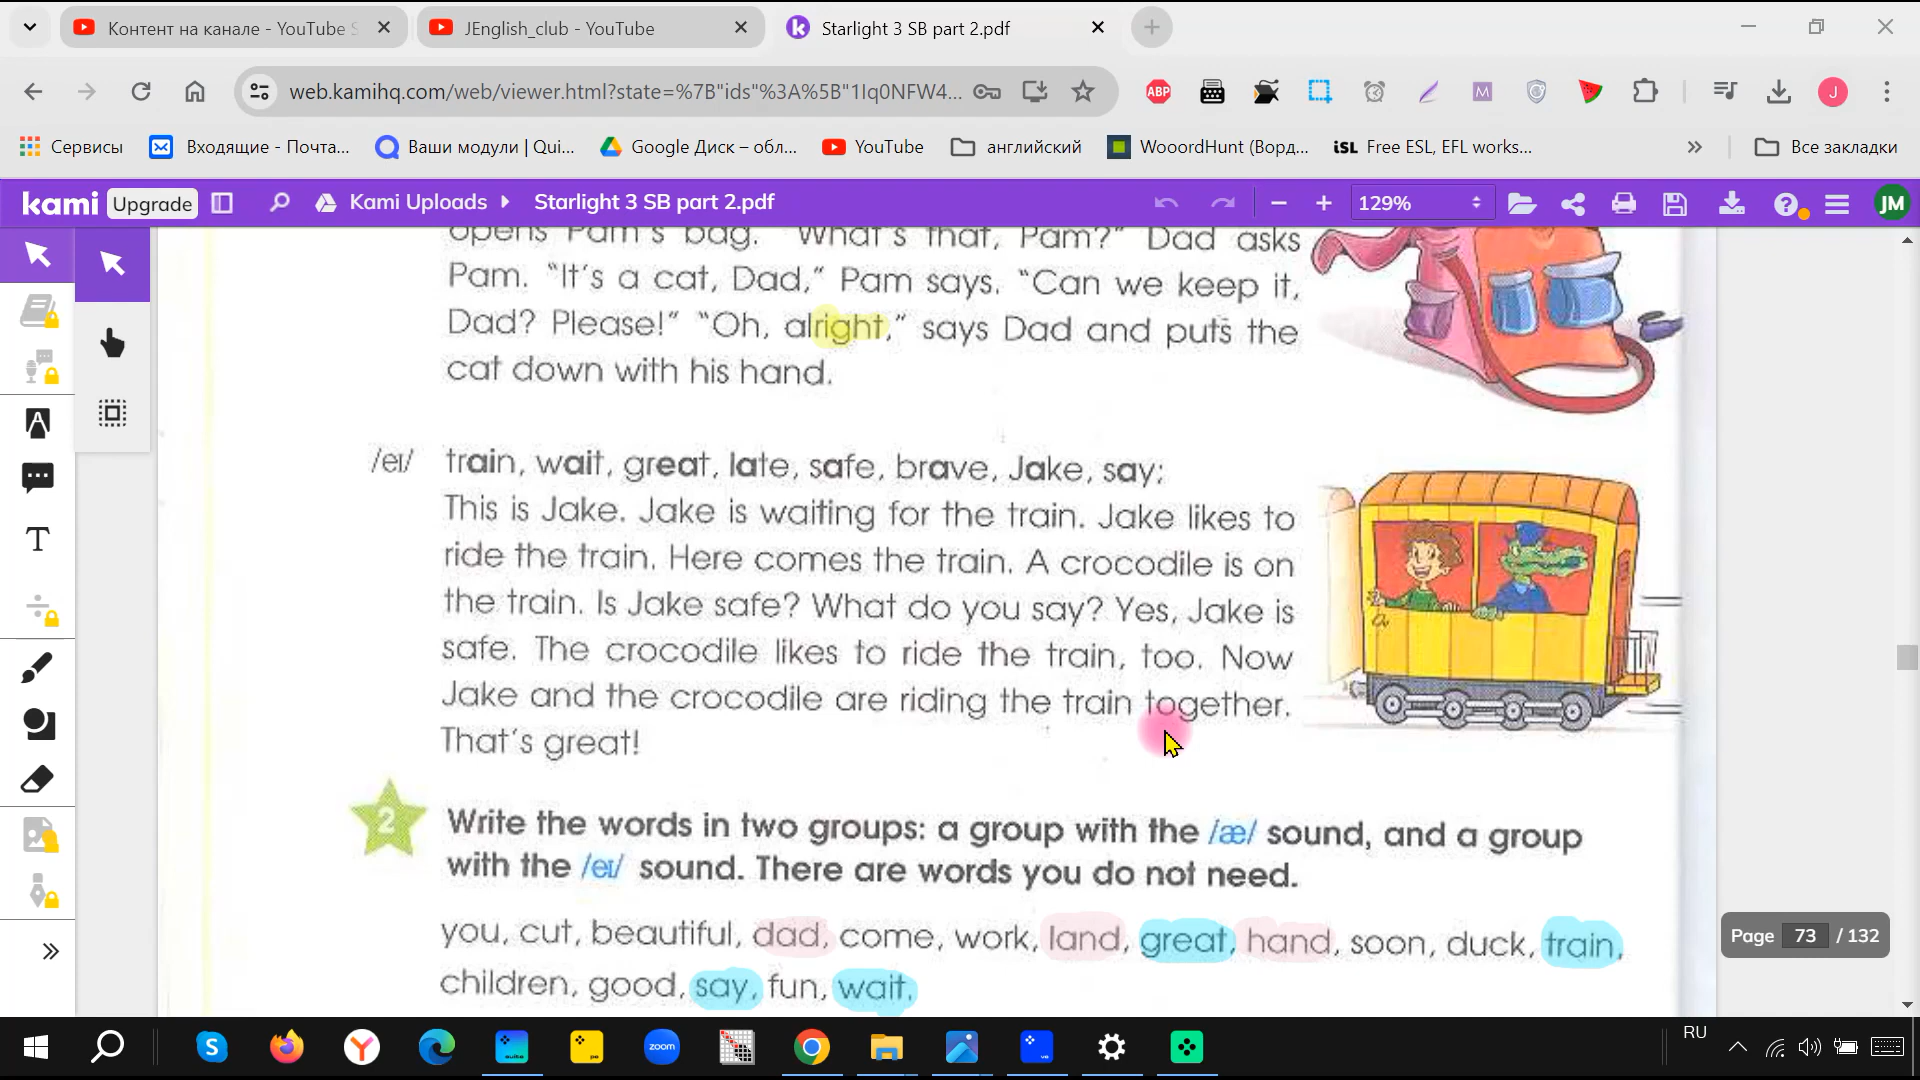 Контент на канале - YouTube S
JEnglish_club - YouTube
Starlight 3 SB part 2.pdf
web.kamihq.com/web/viewer.html?state=%7B"ids"%3A%5B"1Iq0NFW4...
ABP
M
J
Сервисы
Входящие - Почта...
Ваши модули | Qui...
Google Диск – обл...
YouTube
английский
WooordHunt (Ворд...
iSL Free ESL, EFL works...
Все закладки
kami Upgrade
Kami Uploads
Starlight 3 SB part 2.pdf
129%
JM
opens Pam's bag. "What's that, Pam?" Dad asks
Pam. "It's a cat, Dad," Pam says. "Can we keep it,
Dad? Please!" "Oh, alright," says Dad and puts the
cat down with his hand.
/eɪ/ train, wait, great, late, safe, brave, Jake, say;
This is Jake. Jake is waiting for the train. Jake likes to
ride the train. Here comes the train. A crocodile is on
the train. Is Jake safe? What do you say? Yes, Jake is
safe. The crocodile likes to ride the train, too. Now
Jake and the crocodile are riding the train together.
That's great!
2
Write the words in two groups: a group with the /æ/ sound, and a group
with the /eɪ/ sound. There are words you do not need.
you, cut, beautiful, dad, come, work, land, great, hand, soon, duck, train,
children, good, say, fun, wait.
Page 73 / 132
zoom
RU